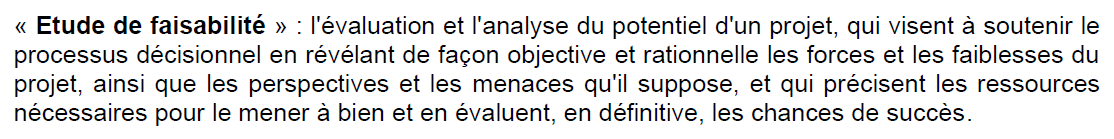 « Etude de faisabilité » : l'évaluation et l'analyse du potentiel d'un projet, qui visent à soutenir le
processus décisionnel en révélant de façon objective et rationnelle les forces et les faiblesses du
projet, ainsi que les perspectives et les menaces qu'il suppose, et qui précisent les ressources
nécessaires pour le mener à bien et en évaluent, en définitive, les chances de succès.